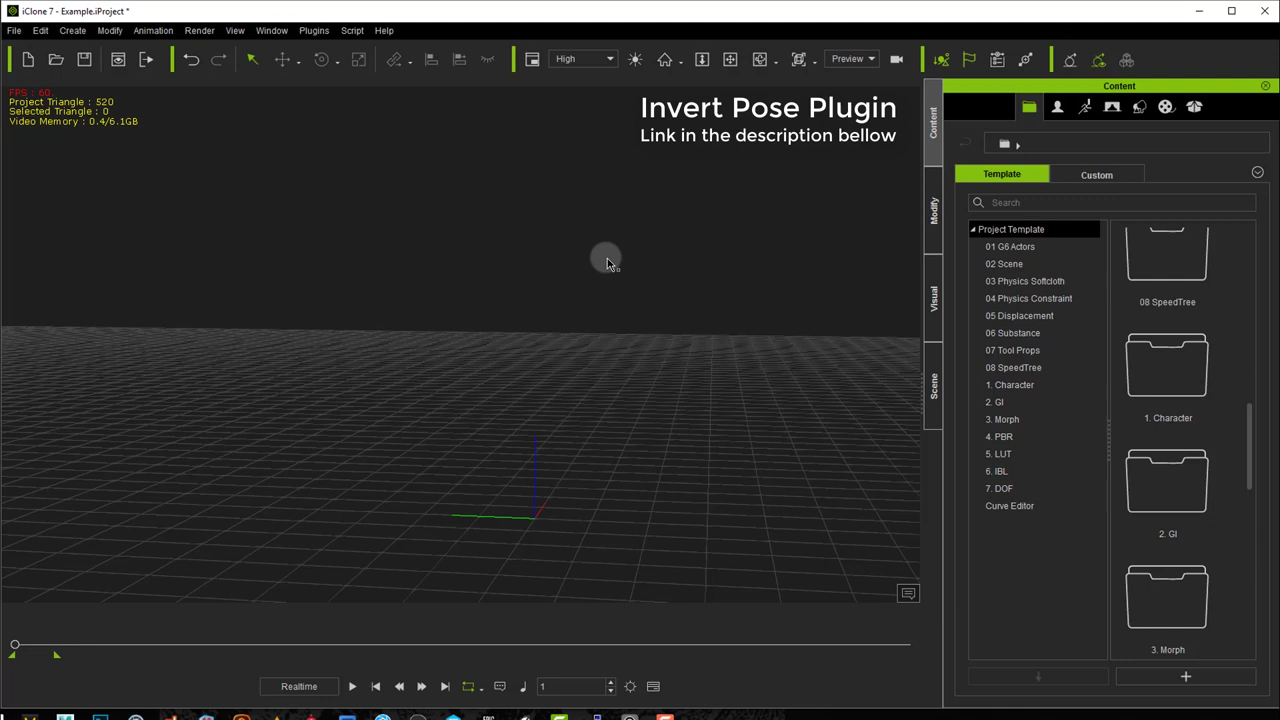 iClone 7 - Example.iProject *
File Edit Create Modify Animation Render View Window Plugins Script Help
High Preview
FPS : 60.
Project Triangle : 520
Selected Triangle : 0
Video Memory : 0.4/6.1GB
Invert Pose Plugin
Link in the description bellow
Content
Modify
Visual
Scene
Content
Template Custom
Search
Project Template
01 G6 Actors
02 Scene
03 Physics Softcloth
04 Physics Constraint
05 Displacement
06 Substance
07 Tool Props
08 SpeedTree
1. Character
2. GI
3. Morph
4. PBR
5. LUT
6. IBL
7. DOF
Curve Editor
08 SpeedTree
1. Character
2. GI
3. Morph
Realtime 1